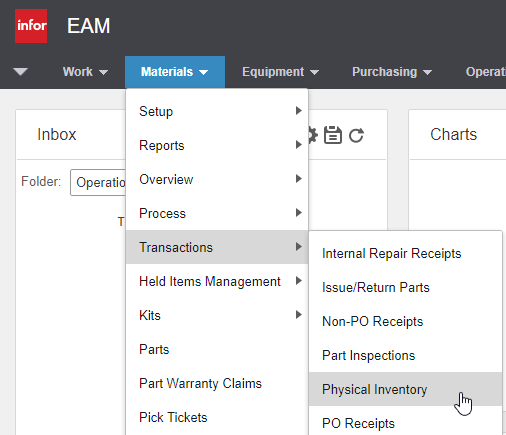 infor EAM
Work Materials Equipment Purchasing Operati
Inbox
Charts
Folder: Operatio
T
Setup
Reports
Overview
Process
Transactions
Held Items Management
Kits
Parts
Part Warranty Claims
Pick Tickets
Internal Repair Receipts
Issue/Return Parts
Non-PO Receipts
Part Inspections
Physical Inventory
PO Receipts